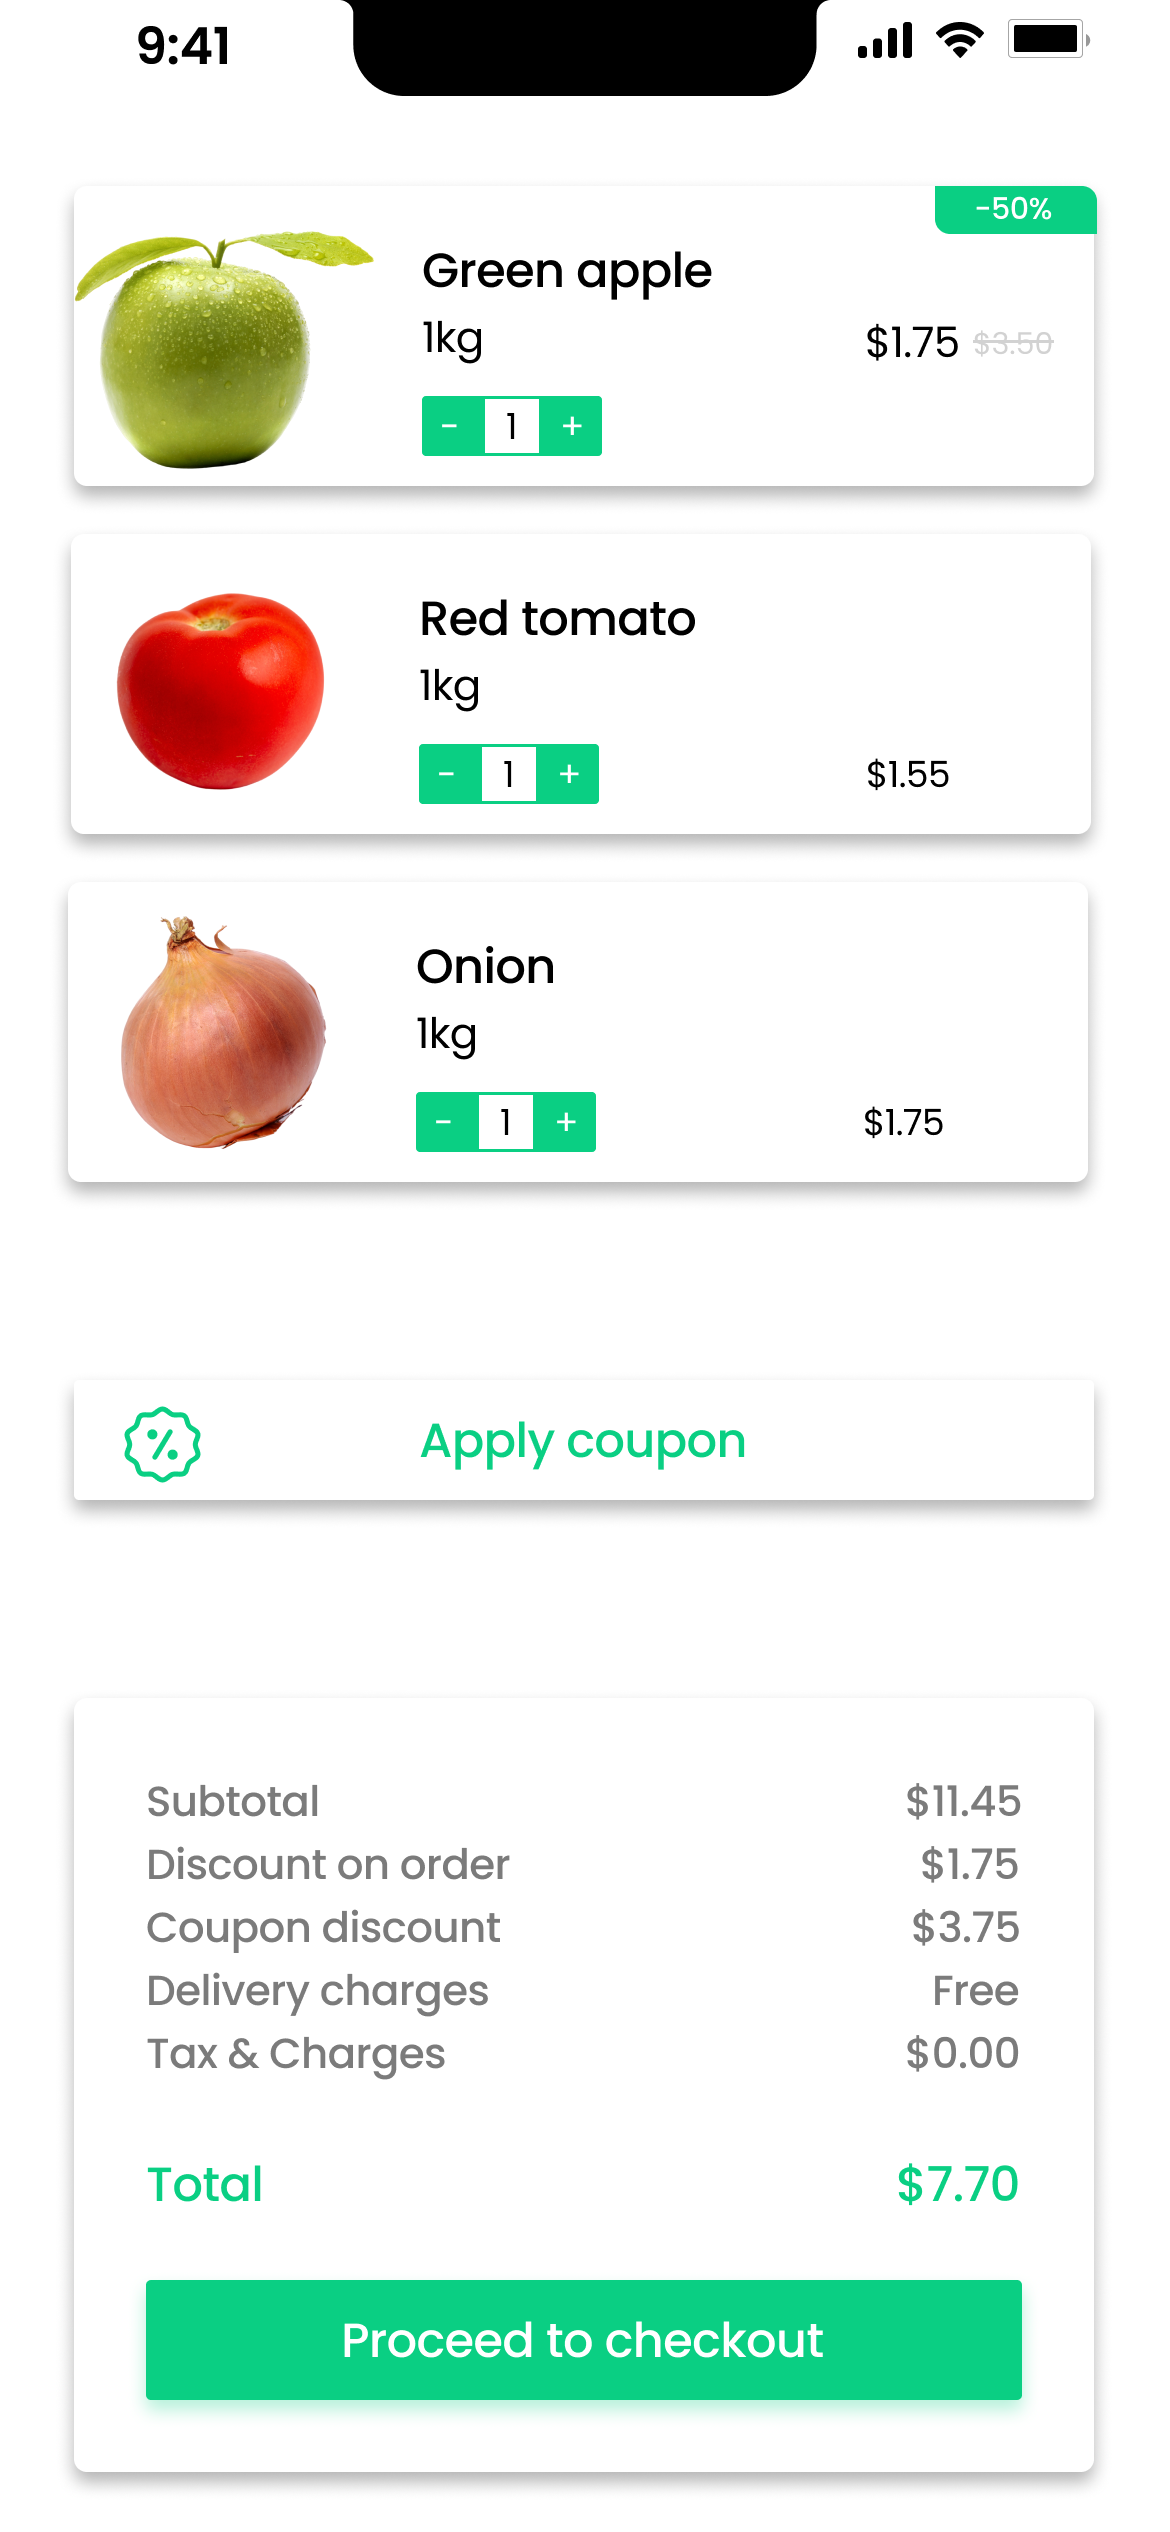 9:41
-50%
Green apple
1kg
$1.75 $3.50
- 1 +
Red tomato
1kg
- 1 + $1.55
Onion
1kg
- 1 + $1.75
Apply coupon
Subtotal $11.45
Discount on order $1.75
Coupon discount $3.75
Delivery charges Free
Tax & Charges $0.00
Total $7.70
Proceed to checkout